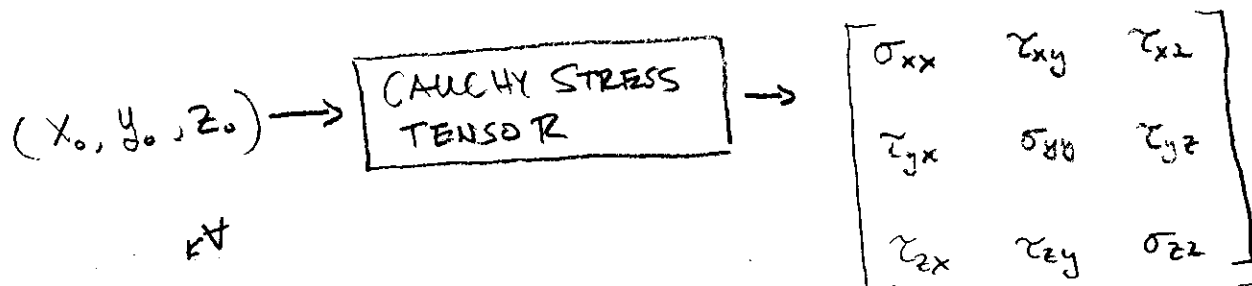 (x₀, y₀, z₀) → CAUCHY STRESS TENSOR →
σxx τxy τxz
τyx σyy τyz
τzx τzy σzz